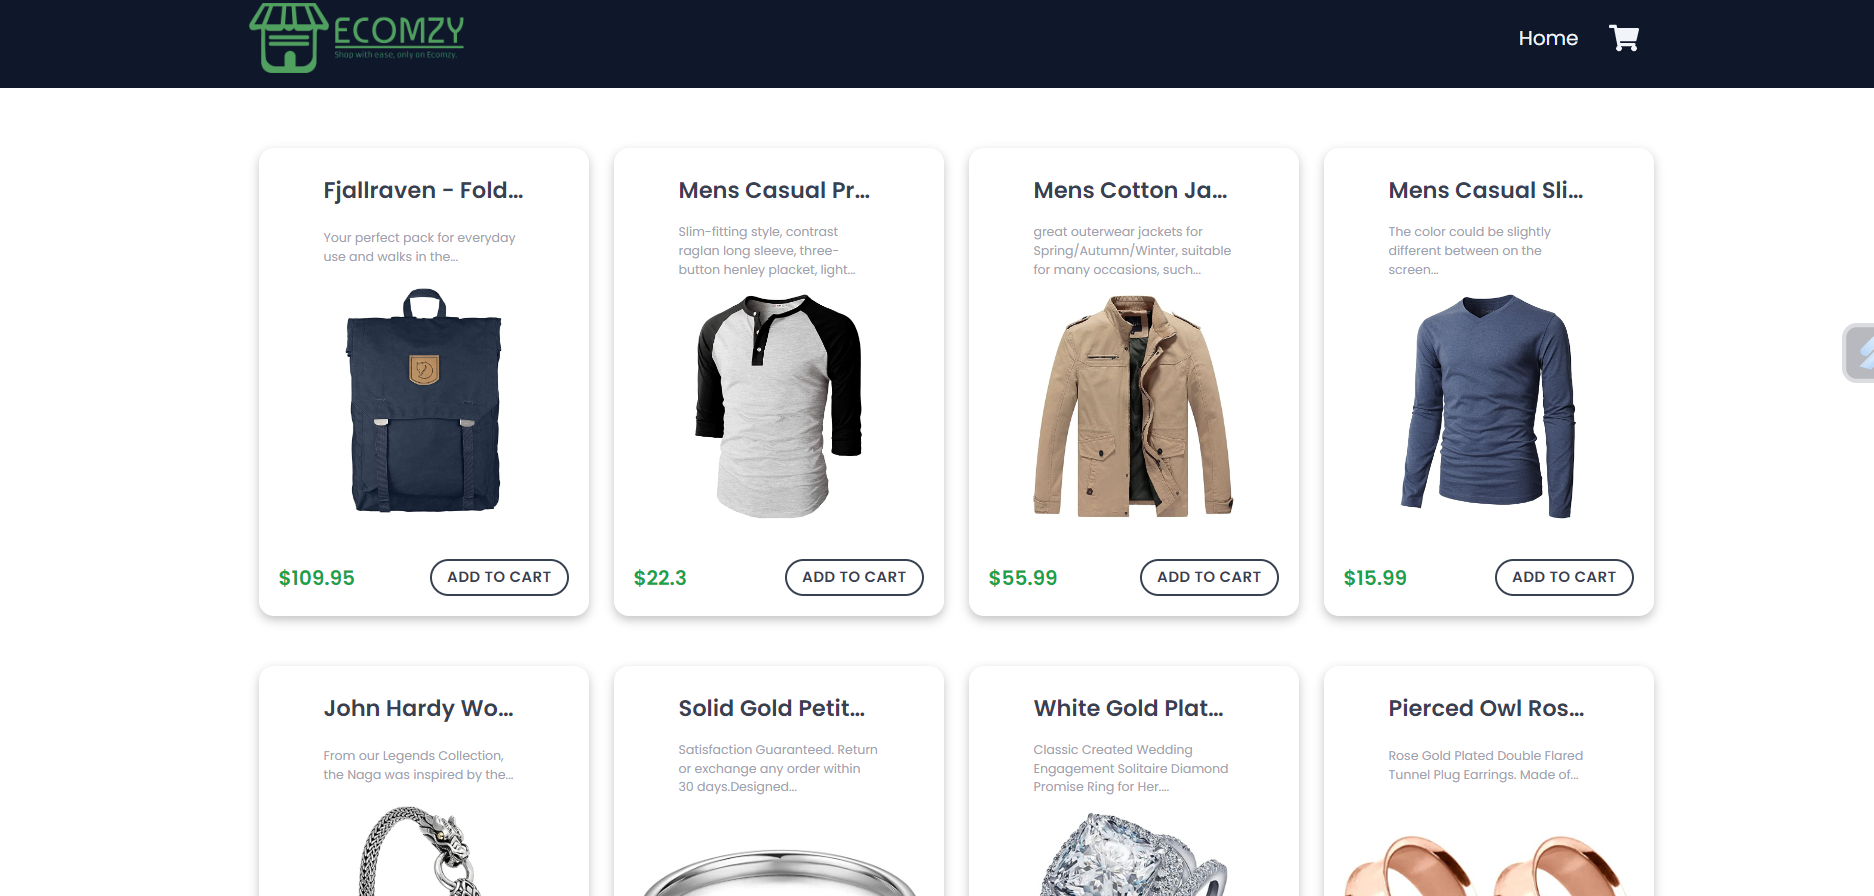 ECOMZY
Shop with ease, only on Ecomzy.
Home
Fjallraven - Fold...
Your perfect pack for everyday
use and walks in the...
$109.95
ADD TO CART
Mens Casual Pr...
Slim-fitting style, contrast
raglan long sleeve, three-
button henley placket, light...
$22.3
ADD TO CART
Mens Cotton Ja...
great outerwear jackets for
Spring/Autumn/Winter, suitable
for many occasions, such...
$55.99
ADD TO CART
Mens Casual Sli...
The color could be slightly
different between on the
screen...
$15.99
ADD TO CART
John Hardy Wo...
From our Legends Collection,
the Naga was inspired by the...
Solid Gold Petit...
Satisfaction Guaranteed. Return
or exchange any order within
30 days.Designed...
White Gold Plat...
Classic Created Wedding
Engagement Solitaire Diamond
Promise Ring for Her....
Pierced Owl Ros...
Rose Gold Plated Double Flared
Tunnel Plug Earrings. Made of...